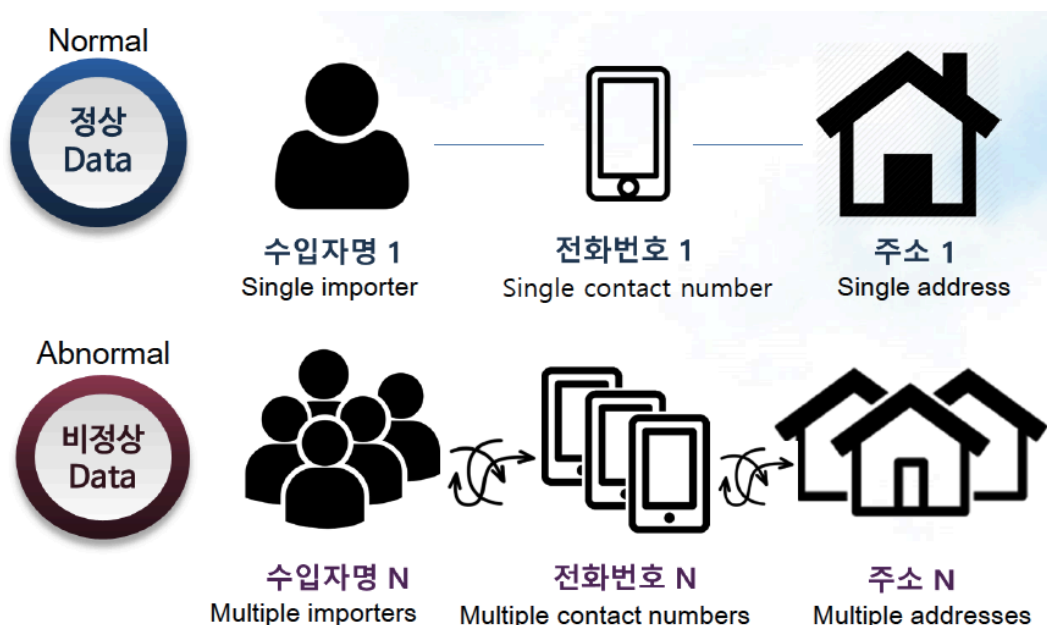 Normal
정상
Data
수입자명 1
전화번호 1
주소 1
Single importer
Single contact number
Single address
Abnormal
비정상
Data
수입자명 N
전화번호 N
주소 N
Multiple importers
Multiple contact numbers
Multiple addresses